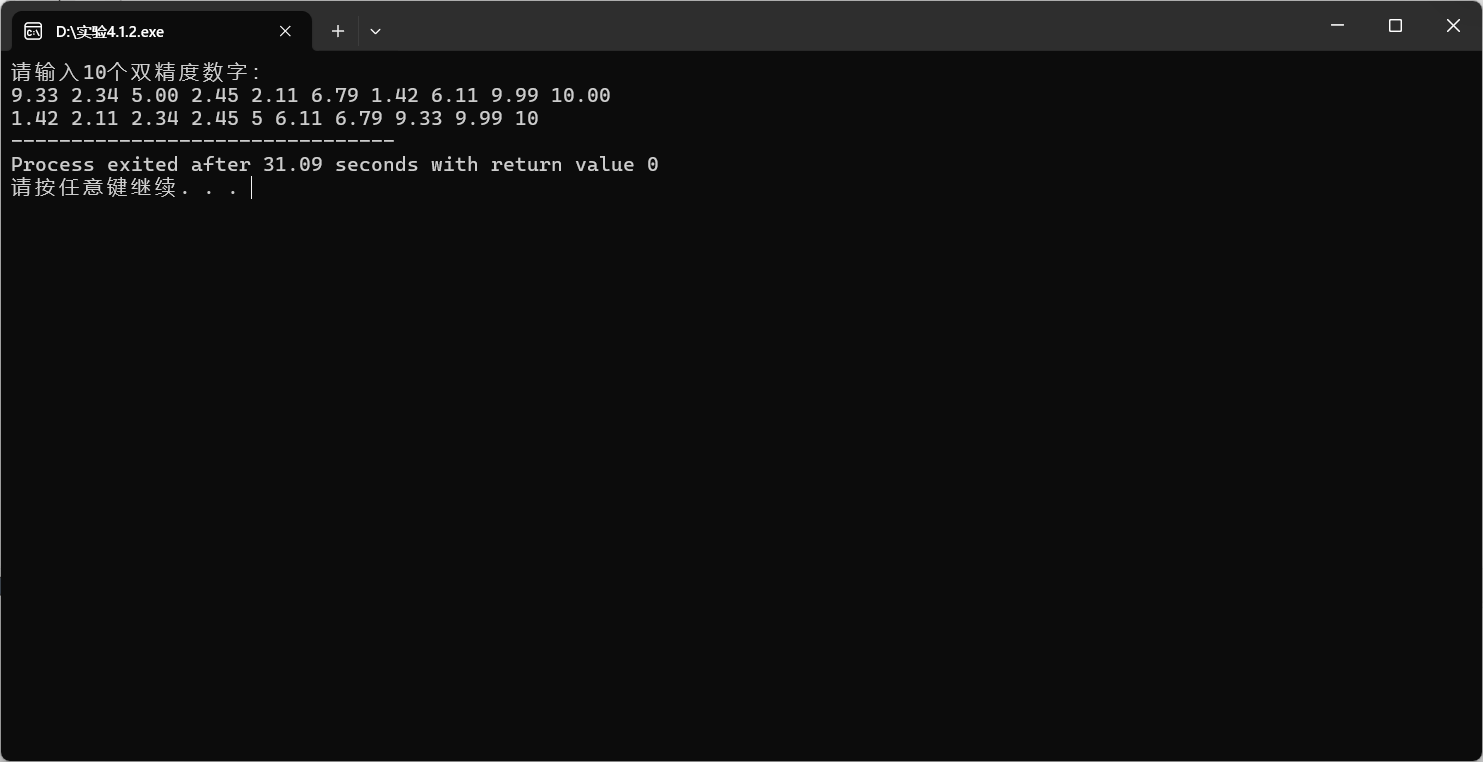 D:\实验4.1.2.exe
请输入10个双精度数字：
9.33 2.34 5.00 2.45 2.11 6.79 1.42 6.11 9.99 10.00
1.42 2.11 2.34 2.45 5 6.11 6.79 9.33 9.99 10
--------------------------------
Process exited after 31.09 seconds with return value 0
请按任意键继续. . .